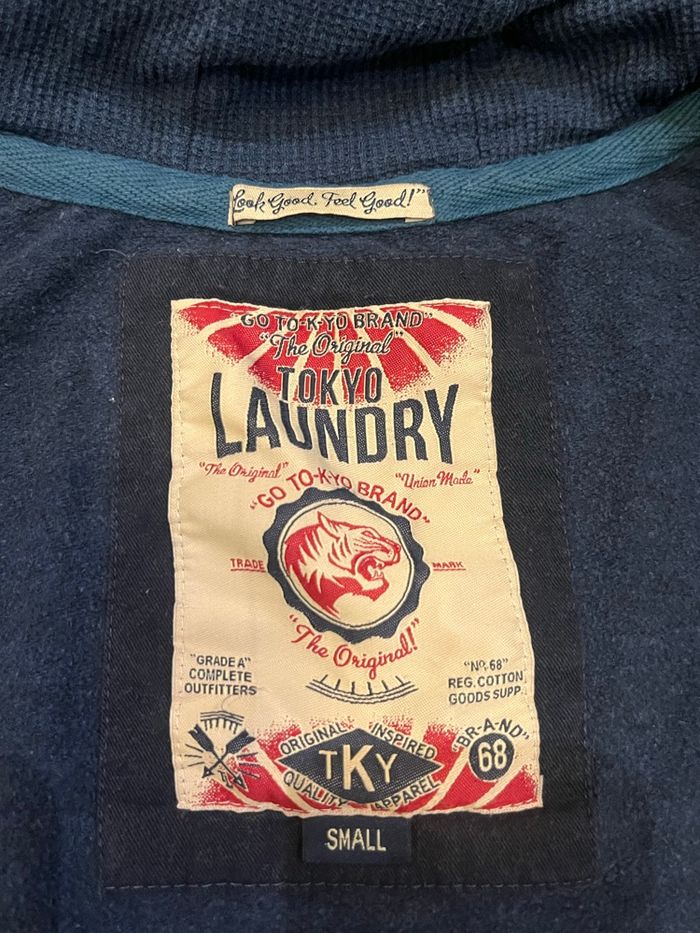 Look Good, Feel Good!"
"GO TO-K-YO BRAND"
"The Original"
TOKYO
LAUNDRY
"The Original"
"Union Made"
"GO TO-K-YO BRAND"
TRADE MARK
"The Original!"
"GRADE A"
COMPLETE
OUTFITTERS
"Nº. 68"
REG. COTTON
GOODS SUPP.
ORIGINAL INSPIRED
TKY
QUALITY APPAREL
"BR-A-ND"
68
SMALL